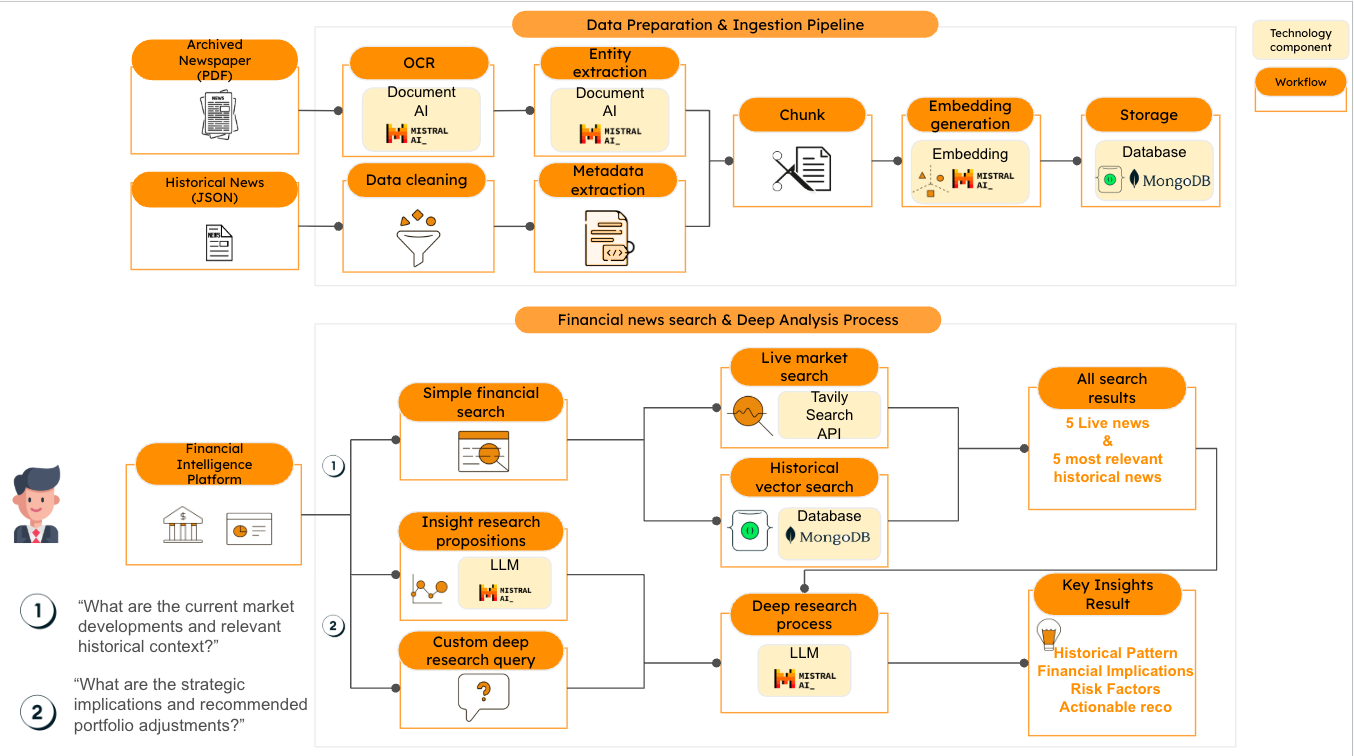 Data Preparation & Ingestion Pipeline
Technology
component
Workflow
Archived
Newspaper
(PDF)
NEWS
OCR
Document
AI
MISTRAL
AI_
Entity
extraction
Document
AI
MISTRAL
AI_
Historical News
(JSON)
NEWS
Data cleaning
Metadata
extraction
</>
Chunk
Embedding
generation
Embedding
MISTRAL
AI_
Storage
Database
MongoDB
Financial news search & Deep Analysis Process
Financial
Intelligence
Platform
$
1
2
Simple financial
search
Insight research
propositions
LLM
MISTRAL
AI_
Custom deep
research query
?
Live market
search
Tavily
Search
API
Historical
vector search
Database
MongoDB
Deep research
process
LLM
MISTRAL
AI_
All search
results
5 Live news
&
5 most relevant
historical news
Key Insights
Result
Historical Pattern
Financial Implications
Risk Factors
Actionable reco
1
“What are the current market
developments and relevant
historical context?”
2
“What are the strategic
implications and recommended
portfolio adjustments?”